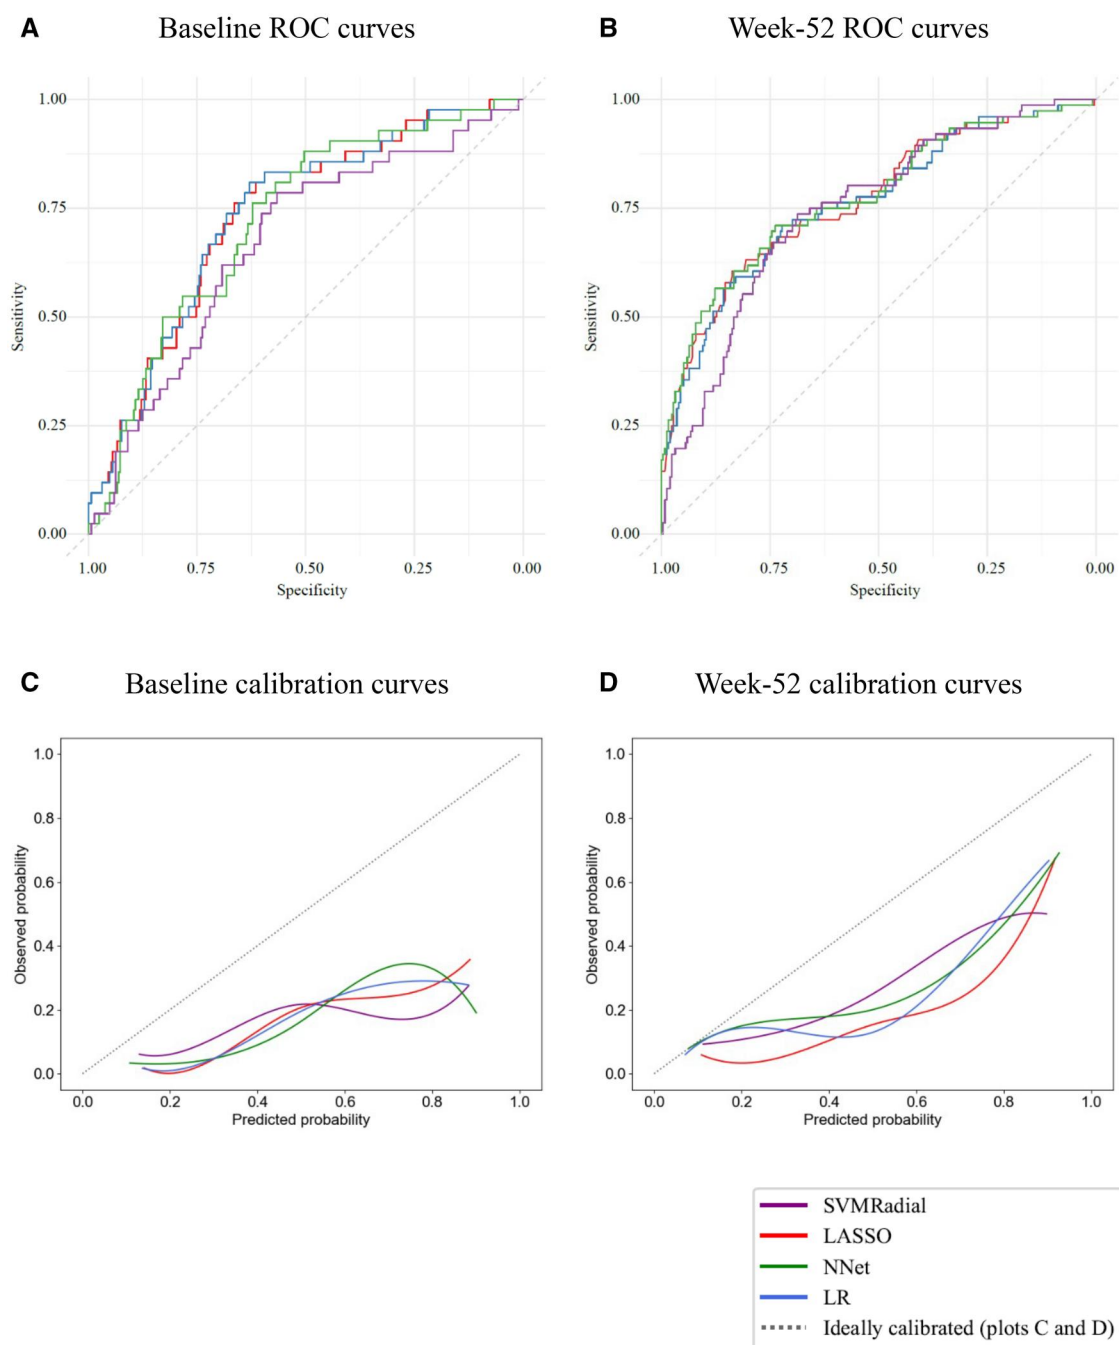 A Baseline ROC curves
B Week-52 ROC curves
1.00
0.75
0.50
0.25
0.00
Sensitivity
1.00 0.75 0.50 0.25 0.00
Specificity
1.00
0.75
0.50
0.25
0.00
Sensitivity
1.00 0.75 0.50 0.25 0.00
Specificity
C Baseline calibration curves
D Week-52 calibration curves
1.0
0.8
0.6
0.4
0.2
0.0
Observed probability
0.0 0.2 0.4 0.6 0.8 1.0
Predicted probability
1.0
0.8
0.6
0.4
0.2
0.0
Observed probability
0.0 0.2 0.4 0.6 0.8 1.0
Predicted probability
SVMRadial
LASSO
NNet
LR
Ideally calibrated (plots C and D)